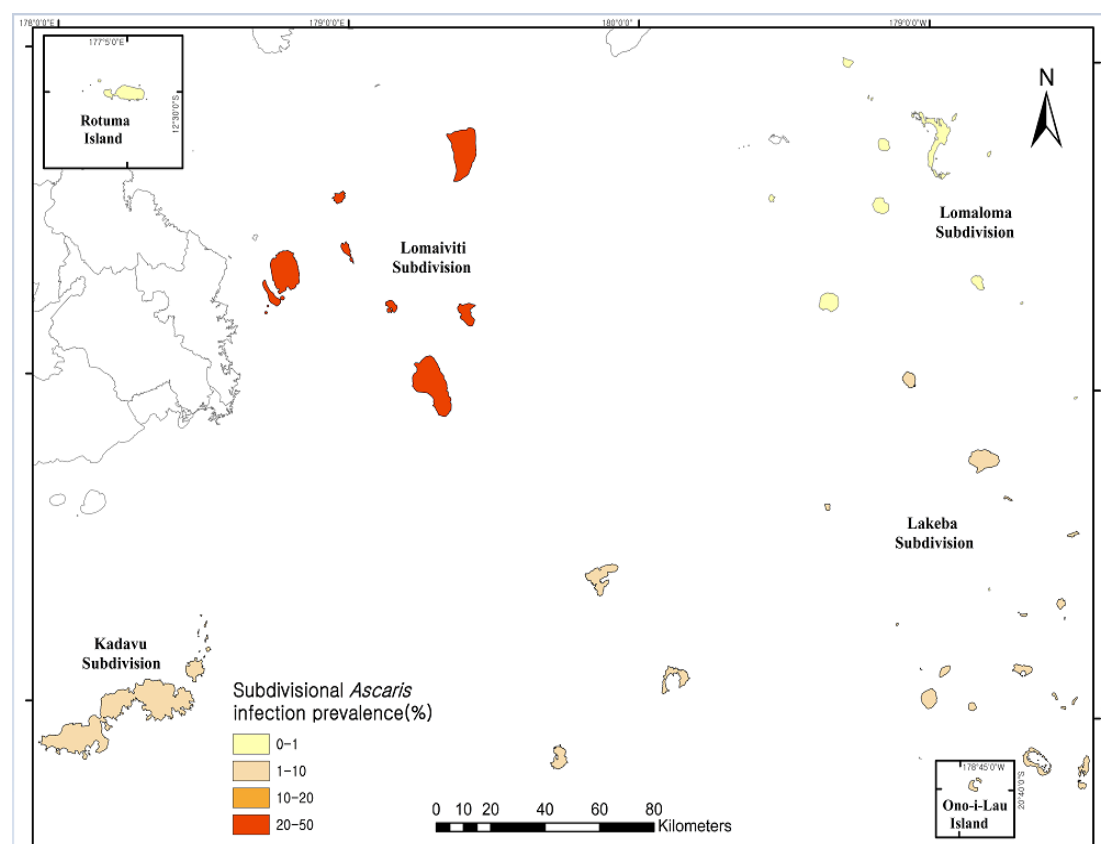 178°0'0"E
179°0'0"E
180°0'0"
179°0'0"W
177°5'0"E
12°30'0"S
Rotuma
Island
N
Lomaiviti
Subdivision
Lomaloma
Subdivision
Lakeba
Subdivision
Kadavu
Subdivision
Subdivisional Ascaris
infection prevalence(%)
0-1
1-10
10-20
20-50
0 10 20 40 60 80
Kilometers
178°45'0"W
20°40'0"S
Ono-i-Lau
Island